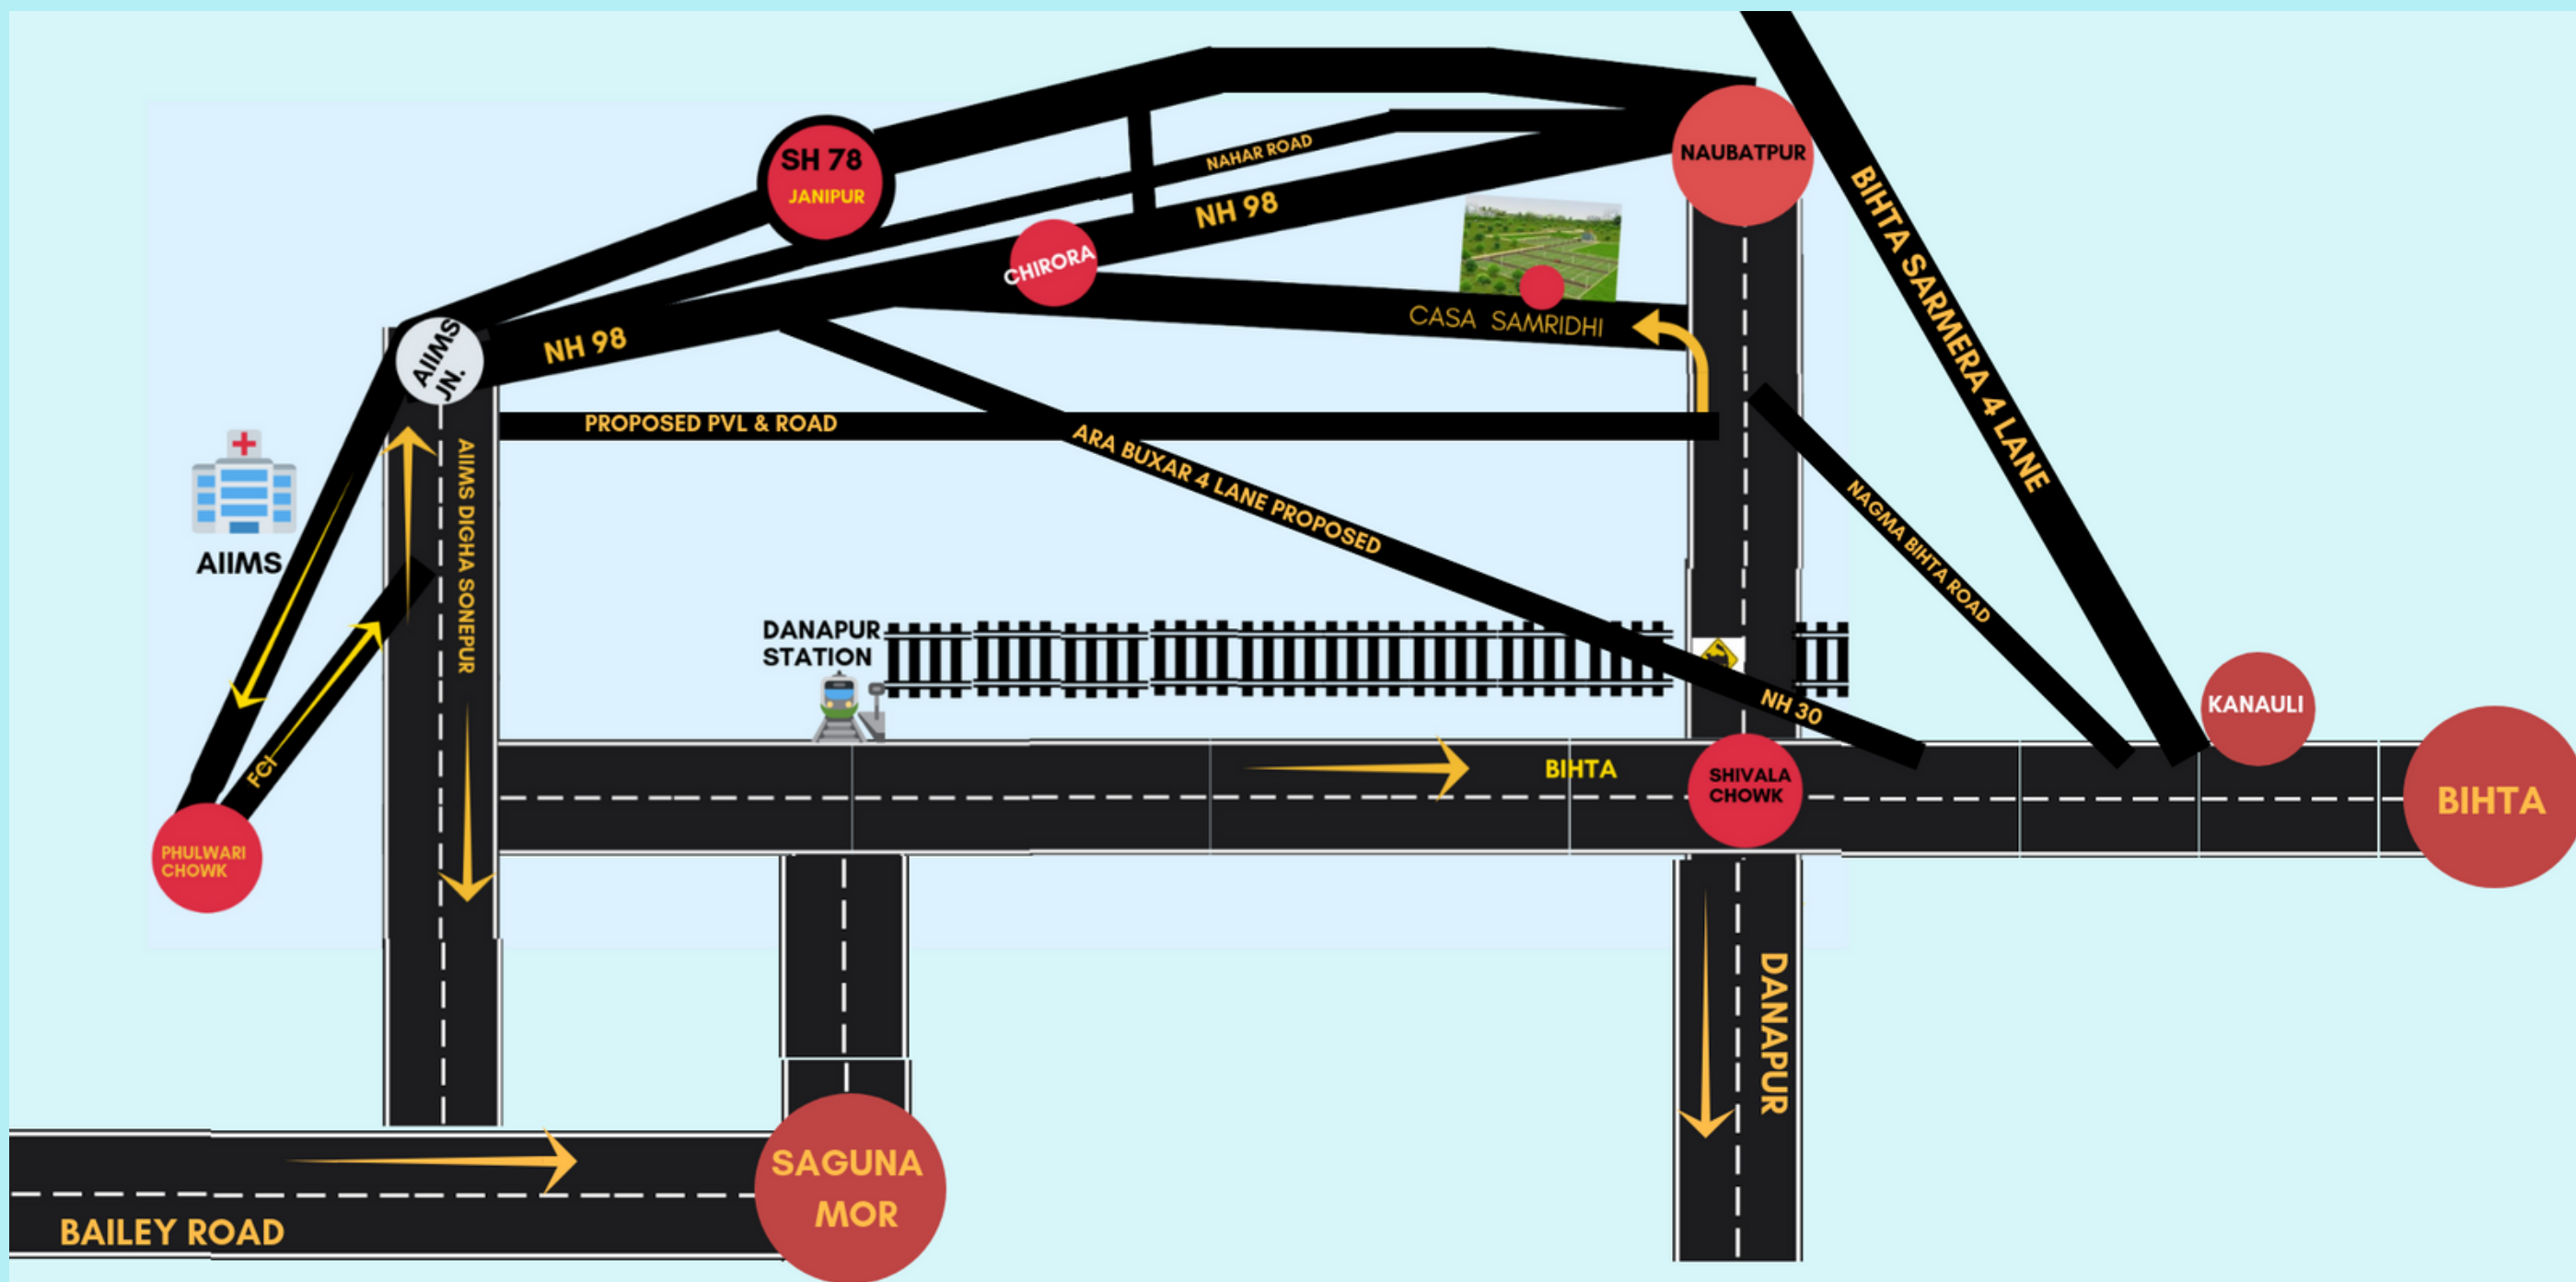 SH 78
JANIPUR
NAHAR ROAD
NAUBATPUR
NH 98
CHIRORA
BIHTA SARMERA 4 LANE
CASA SAMRIDHI
AIIMS
JN.
NH 98
PROPOSED PVL & ROAD
ARA BUXAR 4 LANE PROPOSED
AIIMS DIGHA SONEPUR
NAGMA BIHTA ROAD
AIIMS
DANAPUR
STATION
NH 30
KANAULI
FCI
BIHTA
SHIVALA
CHOWK
BIHTA
PHULWARI
CHOWK
DANAPUR
SAGUNA
MOR
BAILEY ROAD